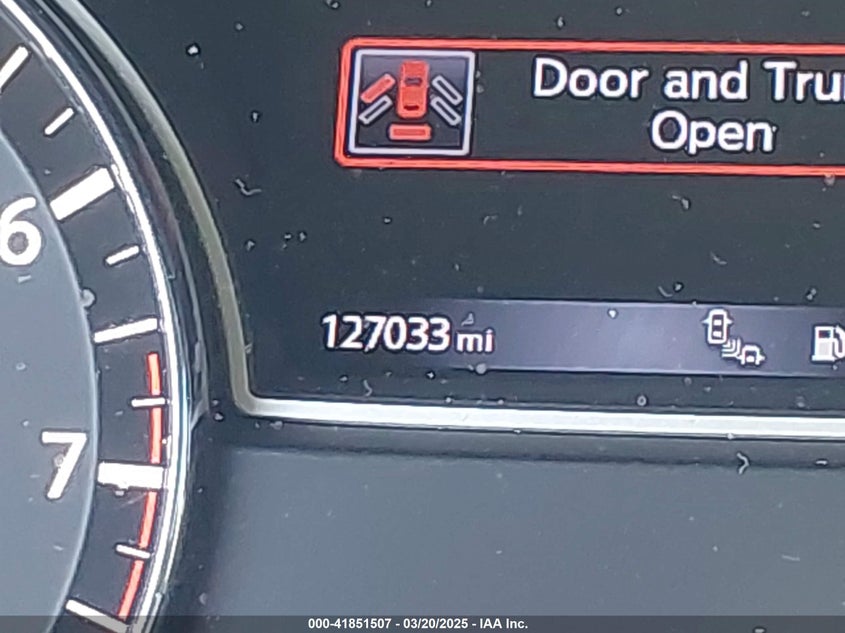 Door and Tru
Open
6
127033 mi
7
000-41851507 - 03/20/2025 - IAA Inc.